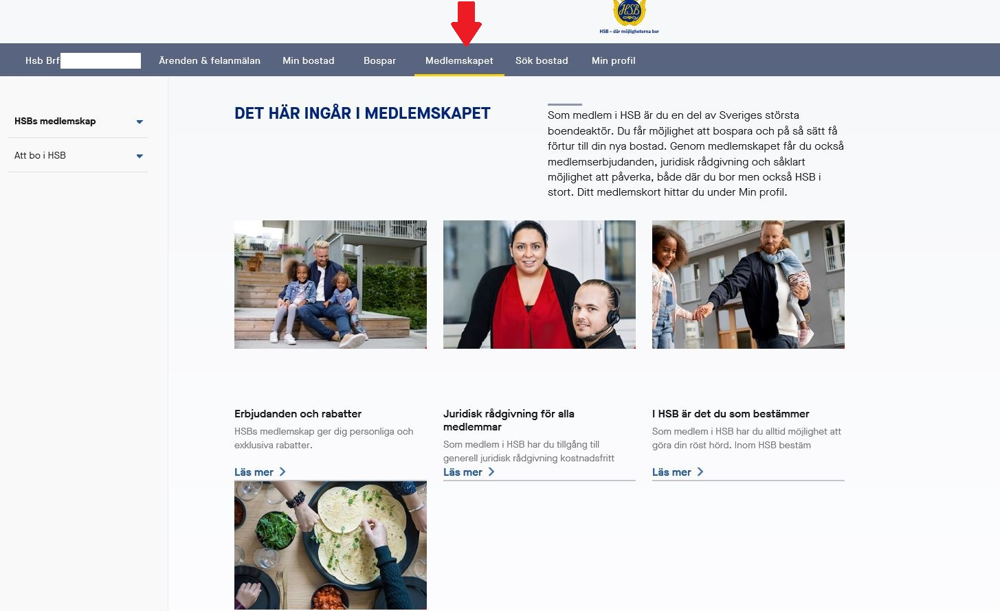 HSB
HSB – där möjligheterna bor
Hsb Brf
Ärenden & felanmälan
Min bostad
Bospar
Medlemskapet
Sök bostad
Min profil
HSBs medlemskap
Att bo i HSB
DET HÄR INGÅR I MEDLEMSKAPET
Som medlem i HSB är du en del av Sveriges största
boendeaktör. Du får möjlighet att bospara och på så sätt få
förtur till din nya bostad. Genom medlemskapet får du också
medlemserbjudanden, juridisk rådgivning och såklart
möjlighet att påverka, både där du bor men också HSB i
stort. Ditt medlemskort hittar du under Min profil.
Erbjudanden och rabatter
HSBs medlemskap ger dig personliga och
exklusiva rabatter.
Läs mer
Juridisk rådgivning för alla
medlemmar
Som medlem i HSB har du tillgång till
generell juridisk rådgivning kostnadsfritt
Läs mer
I HSB är det du som bestämmer
Som medlem i HSB har du alltid möjlighet att
göra din röst hörd. Inom HSB bestäm
Läs mer